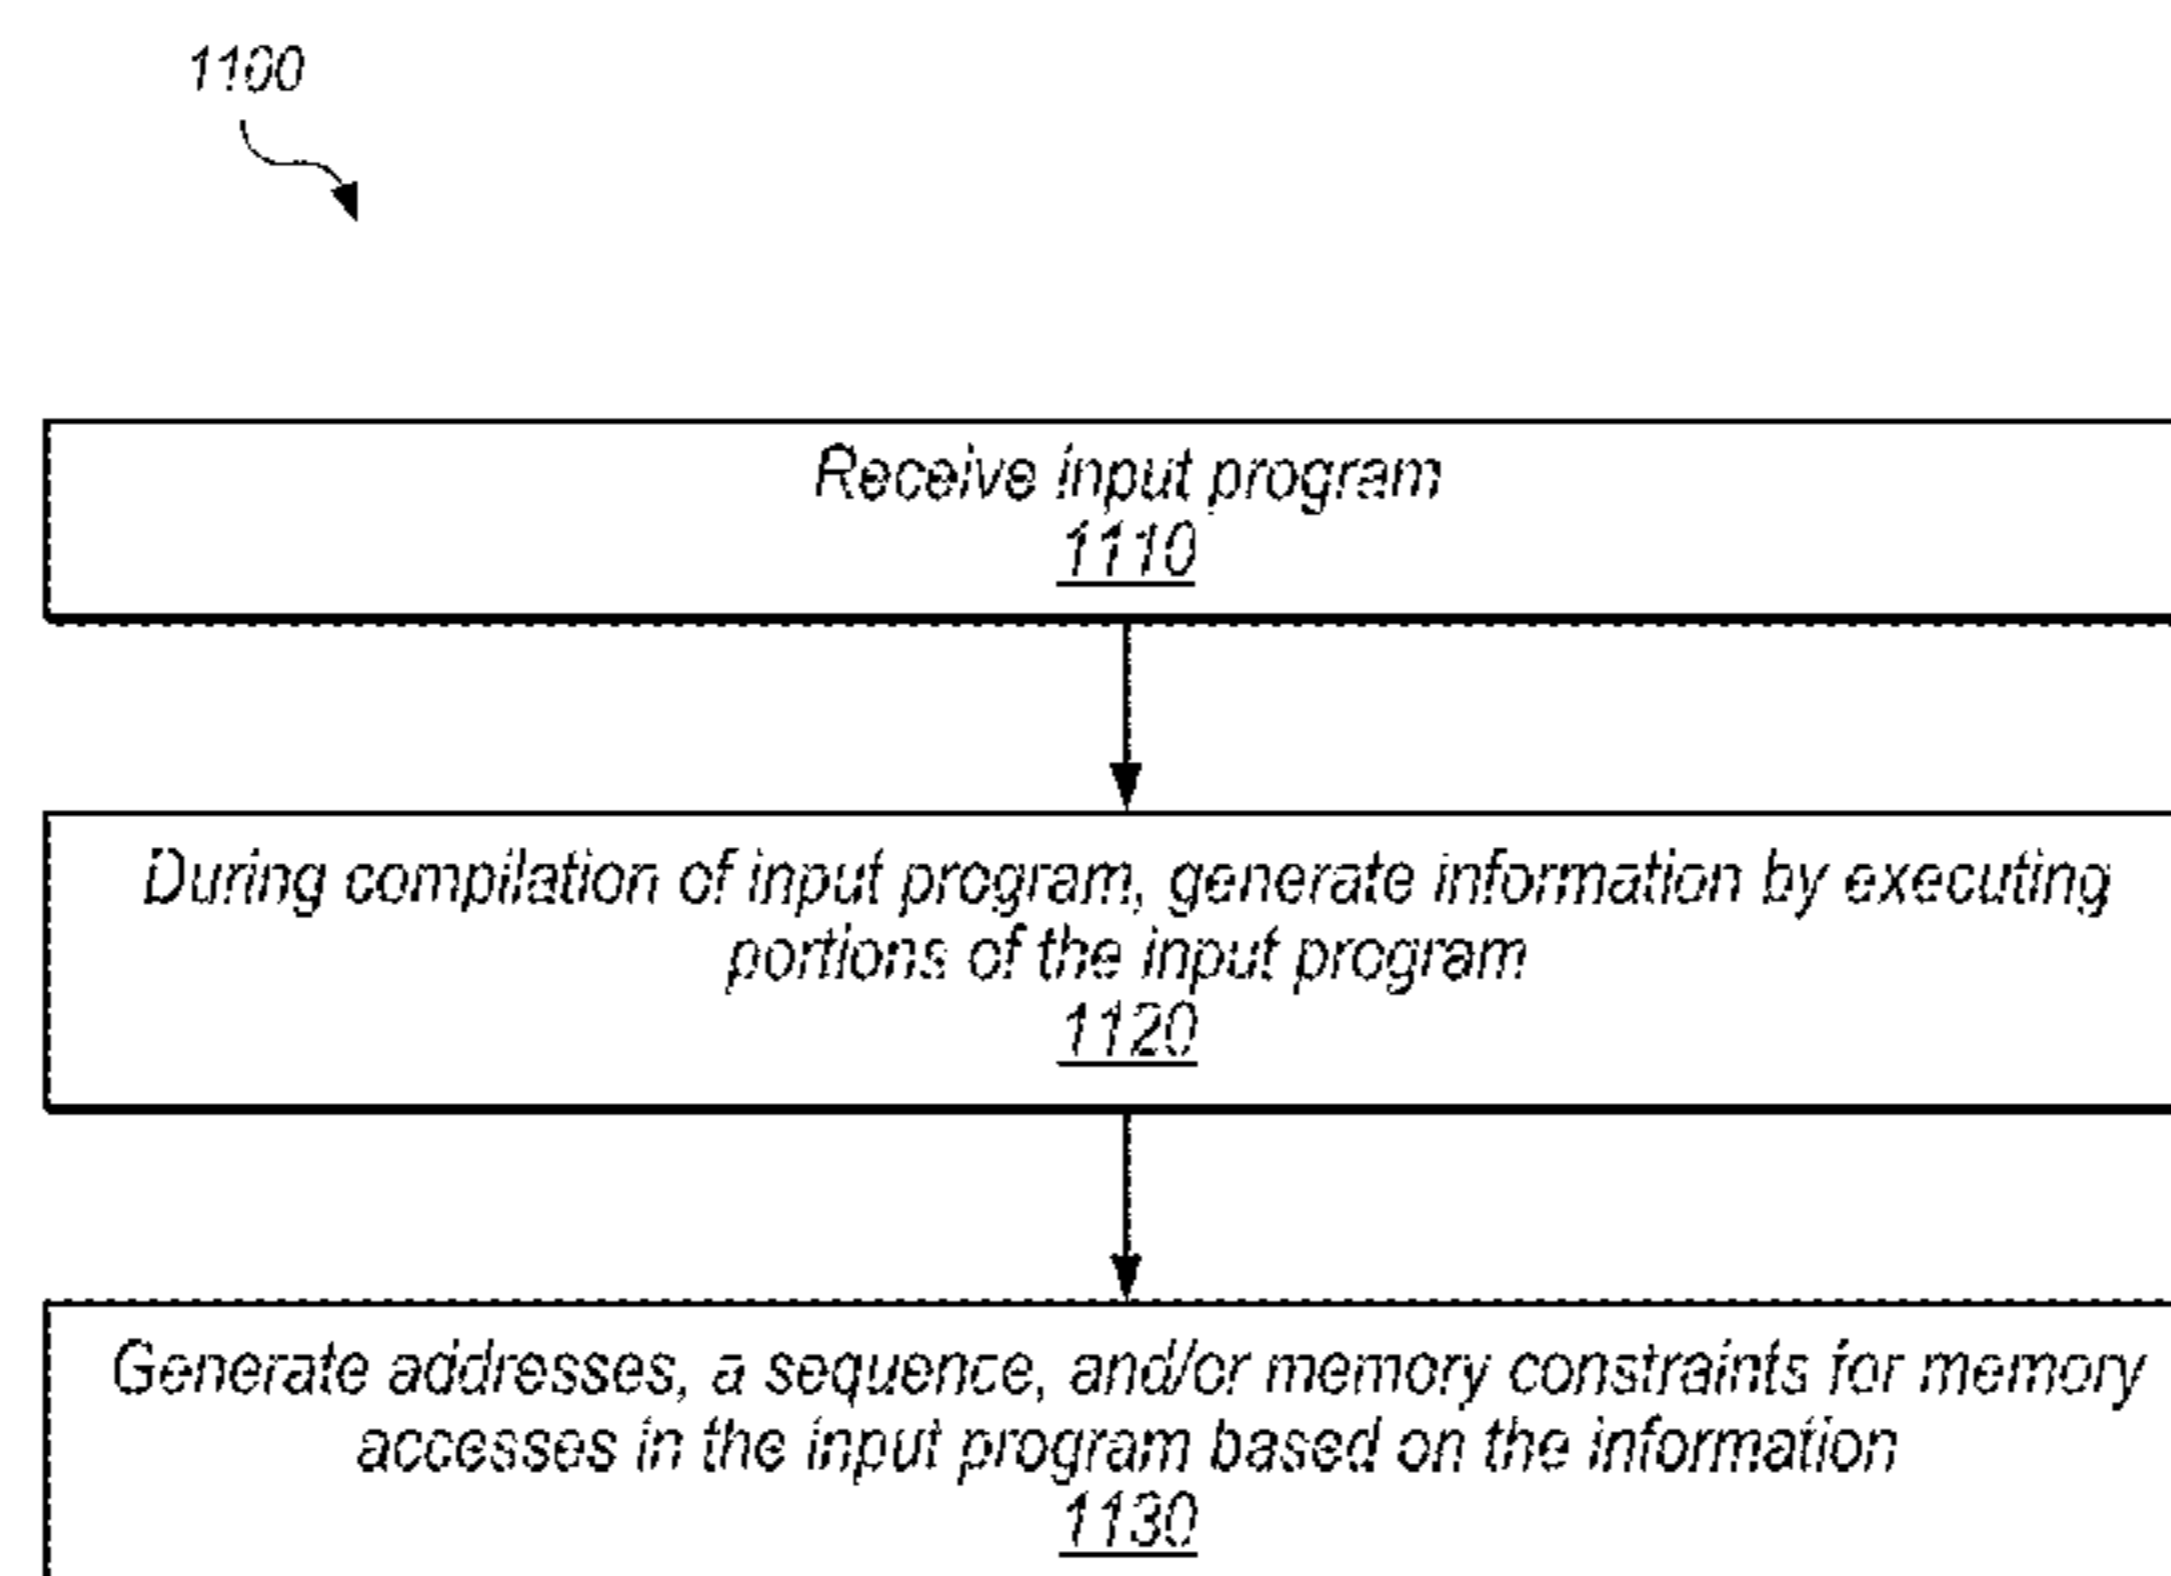 1100
Receive input program
1110
During compilation of input program, generate information by executing
portions of the input program
1120
Generate addresses, a sequence, and/or memory constraints for memory
accesses in the input program based on the information
1130